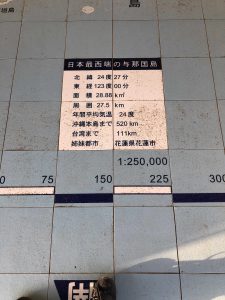 日本最西端の与那国島
北 緯 24度 27分
東 経 123度 00分
面 積 28.88 k㎡
周 囲 27.5 km
年間平均気温 24度
沖縄本島まで 520 km
台湾まで 111km
姉妹都市 花蓮県花蓮市
1:250,000
0 75 150 225 300
南